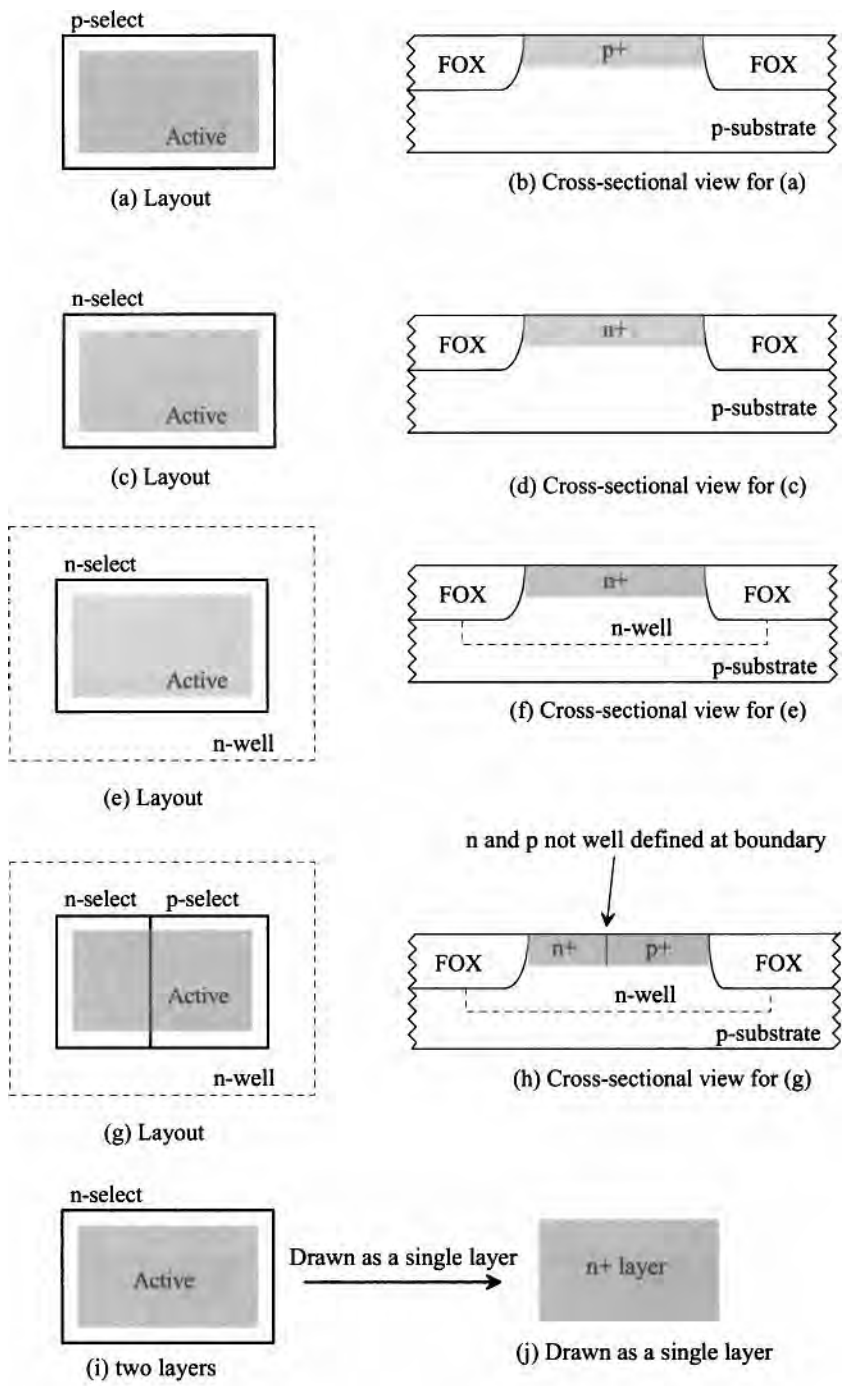 p-select
Active
(a) Layout
FOX
p+
FOX
p-substrate
(b) Cross-sectional view for (a)
n-select
Active
(c) Layout
FOX
n+
FOX
p-substrate
(d) Cross-sectional view for (c)
n-select
Active
n-well
(e) Layout
FOX
n+
FOX
n-well
p-substrate
(f) Cross-sectional view for (e)
n-select p-select
Active
n-well
(g) Layout
n and p not well defined at boundary
FOX
n+
p+
FOX
n-well
p-substrate
(h) Cross-sectional view for (g)
n-select
Active
(i) two layers
Drawn as a single layer
n+ layer
(j) Drawn as a single layer